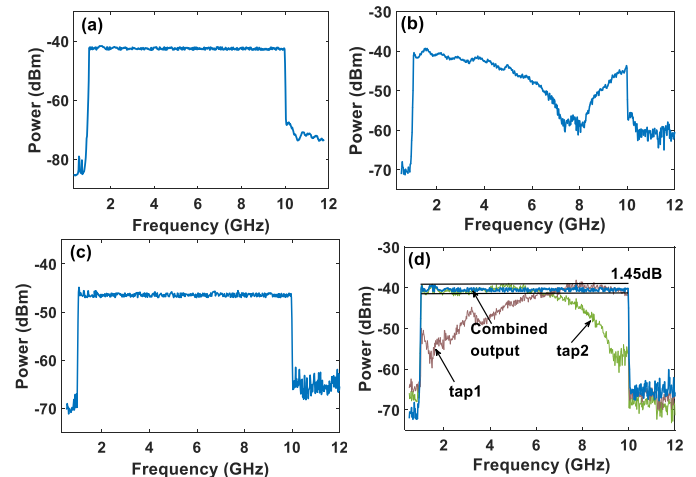 (a)
Power (dBm)
-40
-60
-80
2 4 6 8 10 12
Frequency (GHz)
(b)
Power (dBm)
-30
-40
-50
-60
-70
2 4 6 8 10 12
Frequency (GHz)
(c)
Power (dBm)
-40
-50
-60
-70
2 4 6 8 10 12
Frequency (GHz)
(d)
Power (dBm)
-30
-40
-50
-60
-70
1.45dB
Combined
output
tap2
tap1
2 4 6 8 10 12
Frequency (GHz)